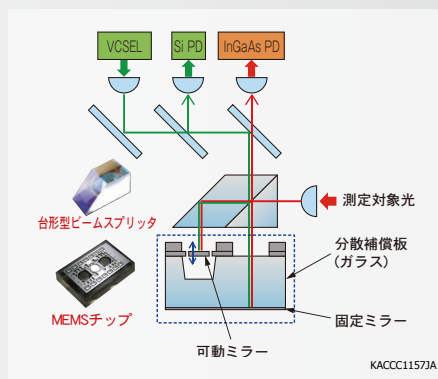 VCSEL
Si PD
InGaAs PD
測定対象光
台形型ビームスプリッタ
分散補償板
(ガラス)
MEMSチップ
固定ミラー
可動ミラー
KACCC1157JA